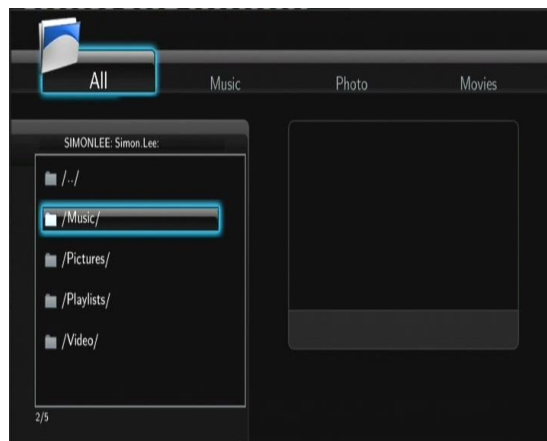 All Music Photo Movies
SIMONLEE: Simon.Lee:
/../
/Music/
/Pictures/
/Playlists/
/Video/
2/5